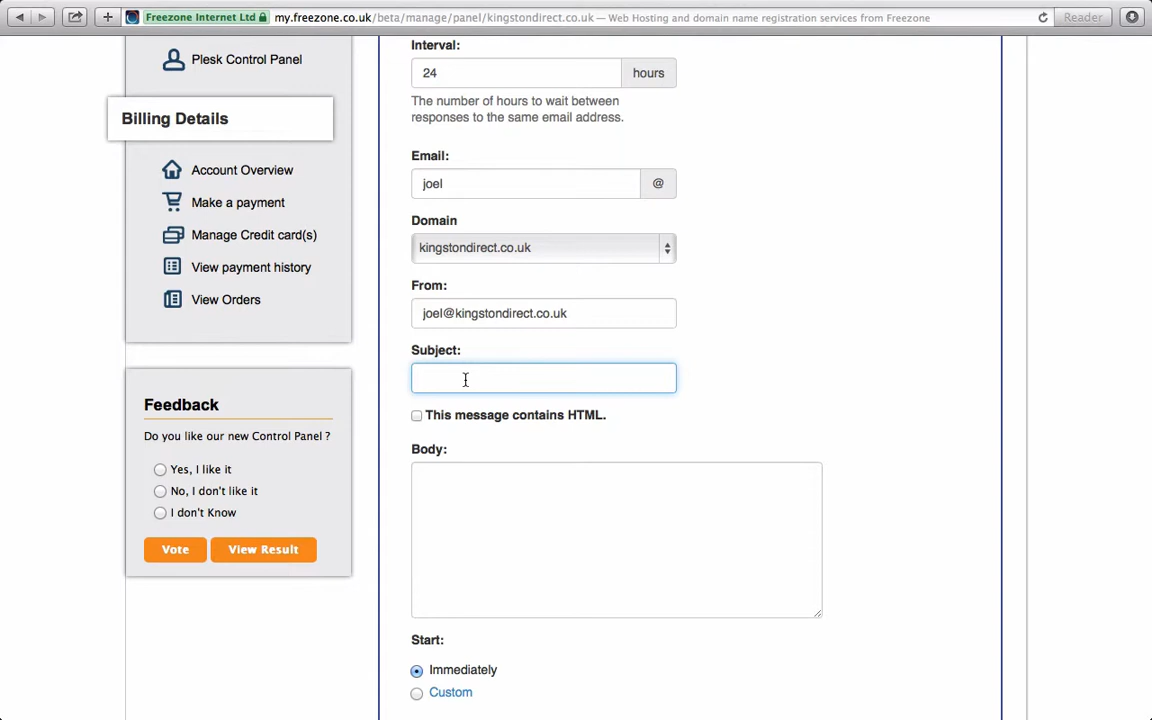 Freezone Internet Ltd my.freezone.co.uk/beta/manage/panel/kingstondirect.co.uk — Web Hosting and domain name registration services from Freezone Reader
Plesk Control Panel
Billing Details
Account Overview
Make a payment
Manage Credit card(s)
View payment history
View Orders
Feedback
Do you like our new Control Panel ?
Yes, I like it
No, I don't like it
I don't Know
Vote View Result
Interval:
24 hours
The number of hours to wait between
responses to the same email address.
Email:
joel @
Domain
kingstondirect.co.uk
From:
joel@kingstondirect.co.uk
Subject:
This message contains HTML.
Body:
Start:
Immediately
Custom